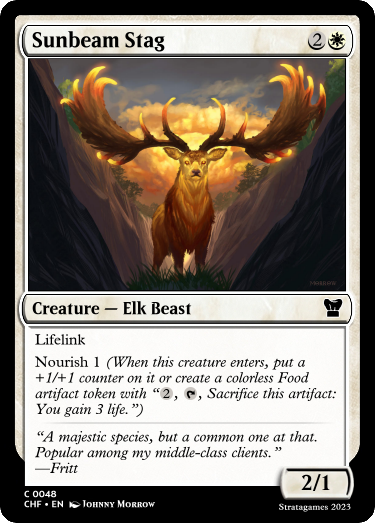 Sunbeam Stag 2
Creature — Elk Beast
Lifelink
Nourish 1 (When this creature enters, put a
+1/+1 counter on it or create a colorless Food
artifact token with “2, , Sacrifice this artifact:
You gain 3 life.”)
“A majestic species, but a common one at that.
Popular among my middle-class clients.”
—Fritt
2/1
C 0048
CHF • EN Johnny Morrow
Stratagames 2023